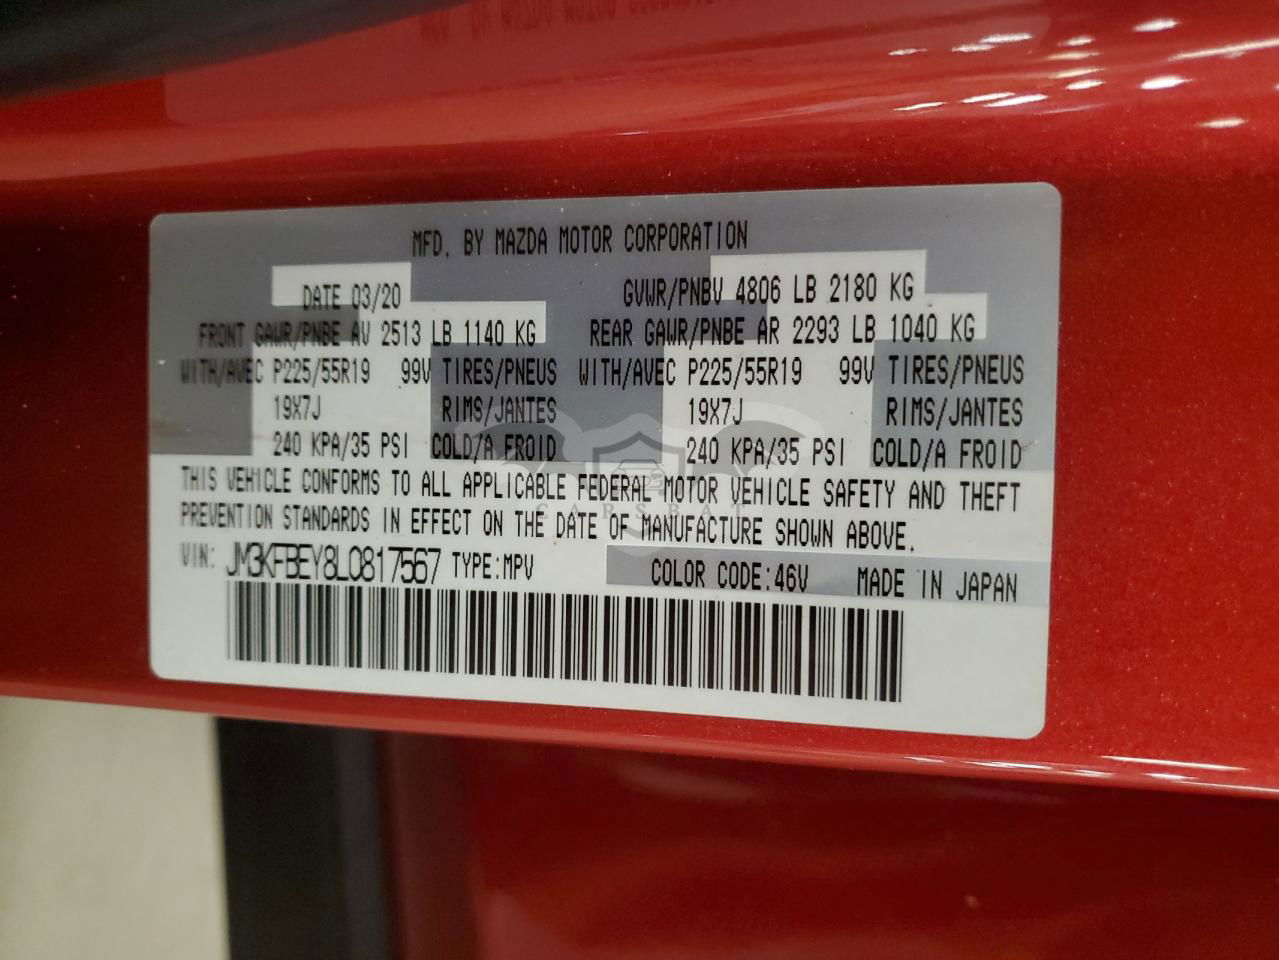 MFD. BY MAZDA MOTOR CORPORATION
DATE 03/20 GVWR/PNBV 4806 LB 2180 KG
FRONT GAWR/PNBE AV 2513 LB 1140 KG REAR GAWR/PNBE AR 2293 LB 1040 KG
WITH/AVEC P225/55R19 99V TIRES/PNEUS WITH/AVEC P225/55R19 99V TIRES/PNEUS
19X7J RIMS/JANTES 19X7J RIMS/JANTES
240 KPA/35 PSI COLD/A FROID 240 KPA/35 PSI COLD/A FROID
THIS VEHICLE CONFORMS TO ALL APPLICABLE FEDERAL MOTOR VEHICLE SAFETY AND THEFT
CARSBAT
PREVENTION STANDARDS IN EFFECT ON THE DATE OF MANUFACTURE SHOWN ABOVE.
VIN: JM3KFBEY8L0817567 TYPE:MPV COLOR CODE:46V MADE IN JAPAN